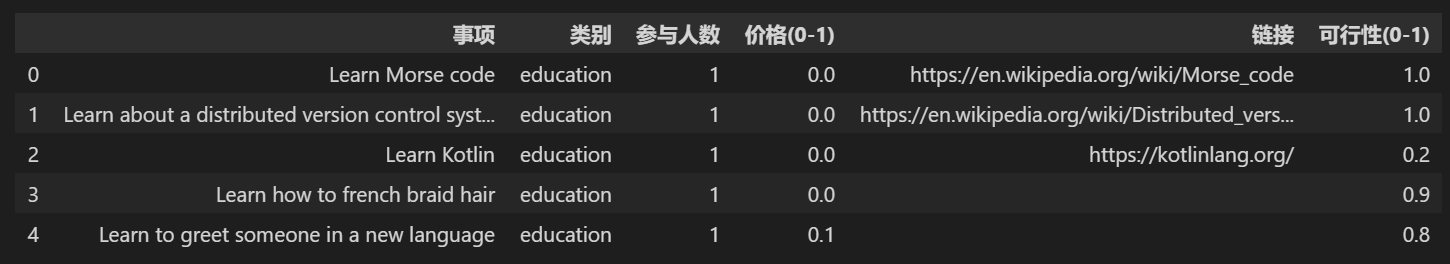 事项 类别 参与人数 价格(0-1) 链接 可行性(0-1)
0 Learn Morse code education 1 0.0 https://en.wikipedia.org/wiki/Morse_code 1.0
1 Learn about a distributed version control syst... education 1 0.0 https://en.wikipedia.org/wiki/Distributed_vers... 1.0
2 Learn Kotlin education 1 0.0 https://kotlinlang.org/ 0.2
3 Learn how to french braid hair education 1 0.0 0.9
4 Learn to greet someone in a new language education 1 0.1 0.8